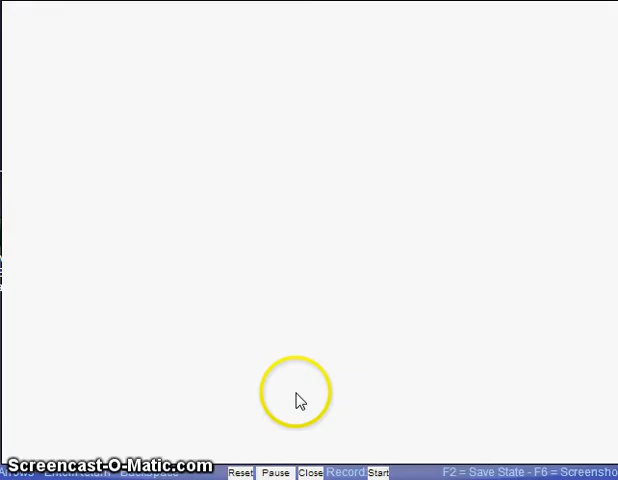 Screencast-O-Matic.com
Reset Pause Close Record Start F2 = Save State - F6 = Screensho